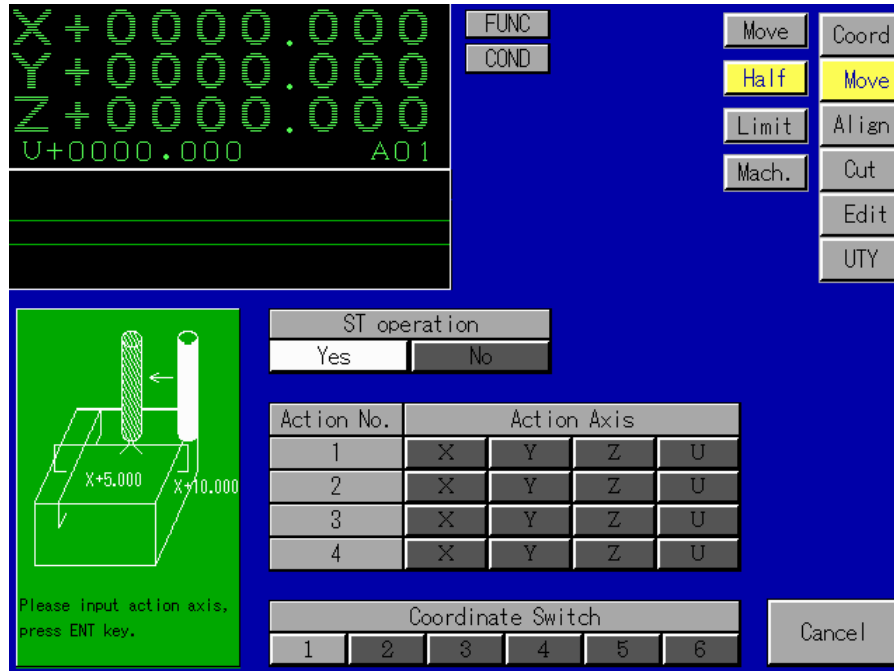 X+0000.000
Y+0000.000
Z+0000.000
U+0000.000 A01
FUNC
COND
Move
Half
Limit
Mach.
Coord
Move
Align
Cut
Edit
UTY
X+5.000
X+10.000
Please input action axis,
press ENT key.
ST operation
Yes No
Action No. Action Axis
1 X Y Z U
2 X Y Z U
3 X Y Z U
4 X Y Z U
Coordinate Switch
1 2 3 4 5 6
Cancel